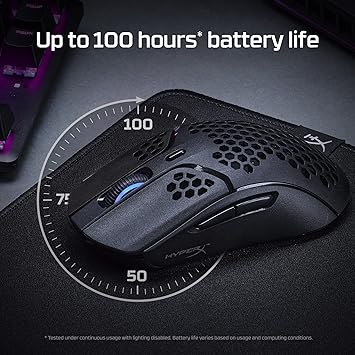 Up to 100 hours* battery life
100
75
50
HYPERX
* Tested under continuous usage with lighting disabled. Battery life varies based on usage and computing conditions.